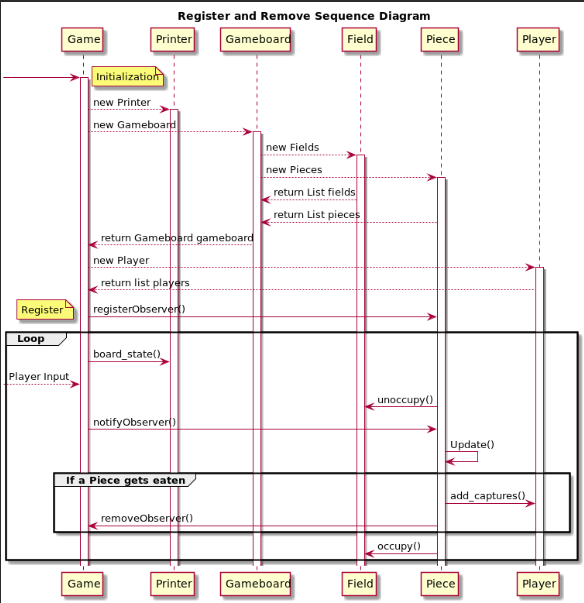 Register and Remove Sequence Diagram
Game Printer Gameboard Field Piece Player
Initialization
new Printer
new Gameboard
new Fields
new Pieces
return List fields
return List pieces
return Gameboard gameboard
new Player
return list players
Register registerObserver()
Loop
board_state()
Player Input
unoccupy()
notifyObserver()
Update()
If a Piece gets eaten
add_captures()
removeObserver()
occupy()
Game Printer Gameboard Field Piece Player